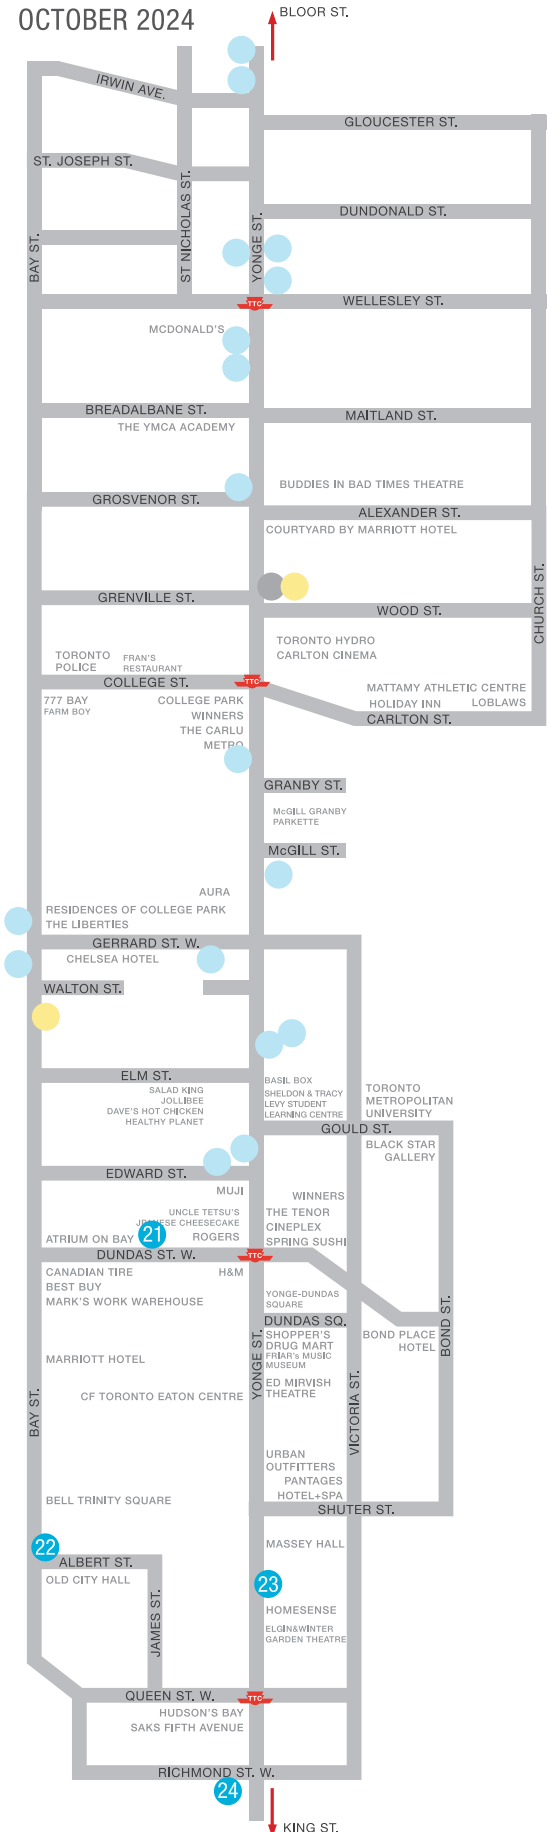 OCTOBER 2024
BLOOR ST.
IRWIN AVE.
GLOUCESTER ST.
ST. JOSEPH ST.
ST NICHOLAS ST.
DUNDONALD ST.
BAY ST.
YONGE ST.
TTC
WELLESLEY ST.
MCDONALD'S
BREADALBANE ST.
MAITLAND ST.
THE YMCA ACADEMY
BUDDIES IN BAD TIMES THEATRE
GROSVENOR ST.
ALEXANDER ST.
COURTYARD BY MARRIOTT HOTEL
CHURCH ST.
GRENVILLE ST.
WOOD ST.
TORONTO HYDRO
CARLTON CINEMA
TORONTO
POLICE
FRAN'S
RESTAURANT
COLLEGE ST.
TTC
MATTAMY ATHLETIC CENTRE
HOLIDAY INN
LOBLAWS
CARLTON ST.
777 BAY
FARM BOY
COLLEGE PARK
WINNERS
THE CARLU
METRO
GRANBY ST.
McGILL GRANBY
PARKETTE
McGILL ST.
AURA
RESIDENCES OF COLLEGE PARK
THE LIBERTIES
GERRARD ST. W.
CHELSEA HOTEL
WALTON ST.
ELM ST.
SALAD KING
JOLLIBEE
DAVE'S HOT CHICKEN
HEALTHY PLANET
BASIL BOX
SHELDON & TRACY
LEVY STUDENT
LEARNING CENTRE
TORONTO
METROPOLITAN
UNIVERSITY
GOULD ST.
BLACK STAR
GALLERY
EDWARD ST.
MUJI
UNCLE TETSU'S
JPANESE CHEESECAKE
ROGERS
WINNERS
THE TENOR
CINEPLEX
SPRING SUSHI
ATRIUM ON BAY
21
DUNDAS ST. W.
TTC
CANADIAN TIRE
BEST BUY
MARK'S WORK WAREHOUSE
H&M
YONGE-DUNDAS
SQUARE
DUNDAS SQ.
SHOPPER'S
DRUG MART
FRIAR's MUSIC
MUSEUM
ED MIRVISH
THEATRE
BOND PLACE
HOTEL
BOND ST.
MARRIOTT HOTEL
CF TORONTO EATON CENTRE
YONGE ST.
BAY ST.
VICTORIA ST.
URBAN
OUTFITTERS
PANTAGES
HOTEL+SPA
BELL TRINITY SQUARE
SHUTER ST.
22
ALBERT ST.
OLD CITY HALL
JAMES ST.
MASSEY HALL
23
HOMESENSE
ELGIN&WINTER
GARDEN THEATRE
QUEEN ST. W.
TTC
HUDSON'S BAY
SAKS FIFTH AVENUE
RICHMOND ST. W.
24
KING ST.